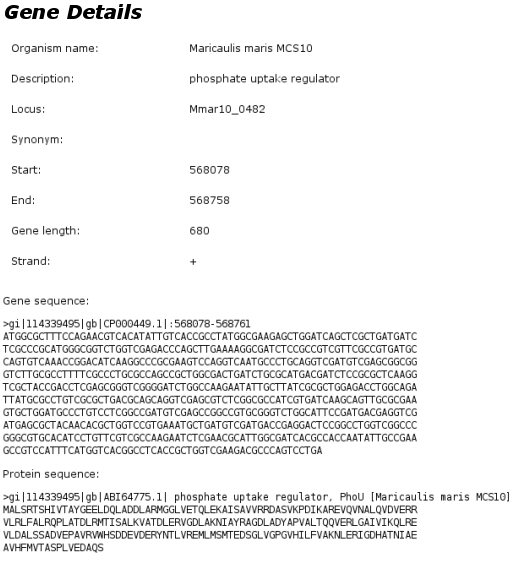 Gene Details
Organism name: Maricaulis maris MCS10
Description: phosphate uptake regulator
Locus: Mmar10_0482
Synonym:
Start: 568078
End: 568758
Gene length: 680
Strand: +
Gene sequence:
>gi|114339495|gb|CP000449.1|:568078-568761
ATGGCGCTTTCCAGAACGTCACATATTGTCACCGCCTATGGCGAAGAGCTGGATCAGCTCGCTGATGATC
TCGCCCGCATGGGCGGTCTGGTCGAGACCCAGCTTGAAAAGGCGATCTCCGCCGTCGTTCGCCGTGATGC
CAGTGTCAAACCGGACATCAAGGCCCGCGAAGTCCAGGTCAATGCCCTGCAGGTCGATGTCGAGCGGCGG
GTCTTGCGCCTTTTCGCCCTGCGCCAGCCGCTGGCGACTGATCTGCGCATGACGATCTCCGCGCTCAAGG
TCGCTACCGACCTCGAGCGGGTCGGGGATCTGGCCAAGAATATTGCTTATCGCGCTGGAGACCTGGCAGA
TTATGCGCCTGTCGCGCTGACGCAGCAGGTCGAGCGTCTCGGCGCCATCGTGATCAAGCAGTTGCGCGAA
GTGCTGGATGCCCTGTCCTCGGCCGATGTCGAGCCGGCCGTGCGGGTCTGGCATTCCGATGACGAGGTCG
ATGAGCGCTACAACACGCTGGTCCGTGAAATGCTGATGTCGATGACCGAGGACTCCGGCCTGGTCGGCCC
GGGCGTGCACATCCTGTTCGTCGCCAAGAATCTCGAACGCATTGGCGATCACGCCACCAATATTGCCGAA
GCCGTCCATTTCATGGTCACGGCCTCACCGCTGGTCGAAGACGCCCAGTCCTGA
Protein sequence:
>gi|114339495|gb|ABI64775.1| phosphate uptake regulator, PhoU [Maricaulis maris MCS10]
MALSRTSHIVTAYGEELDQLADDLARMGGLVETQLEKAISAVVRRDASVKPDIKAREVQVNALQVDVERR
VLRLFALRQPLATDLRMTISALKVATDLERVGDLAKNIAYRAGDLADYAPVALTQQVERLGAIVIKQLRE
VLDALSSADVEPAVRVWHSDDEVDERYNTLVREMLMSMTEDSGLVGPGVHILFVAKNLERIGDHATNIAE
AVHFMVTASPLVEDAQS